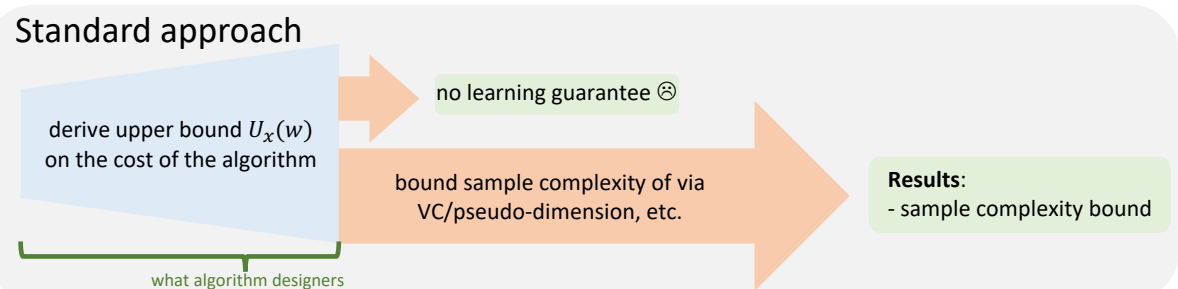 Standard approach
no learning guarantee ☹
derive upper bound U_x(w)
on the cost of the algorithm
bound sample complexity of via
VC/pseudo-dimension, etc.
Results:
- sample complexity bound
what algorithm designers